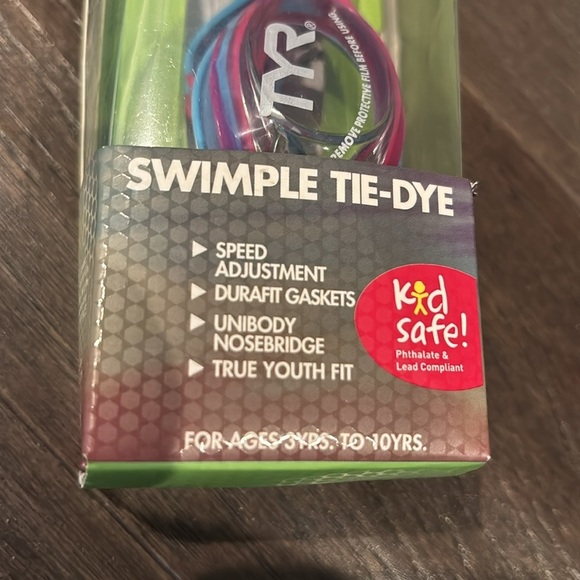 TYR®
REMOVE PROTECTIVE FILM BEFORE USING
SWIMPLE TIE-DYE
SPEED
ADJUSTMENT
DURAFIT GASKETS
UNIBODY
NOSEBRIDGE
TRUE YOUTH FIT
kid
safe!
Phthalate &
Lead Compliant
FOR AGES 3YRS. TO 10YRS.